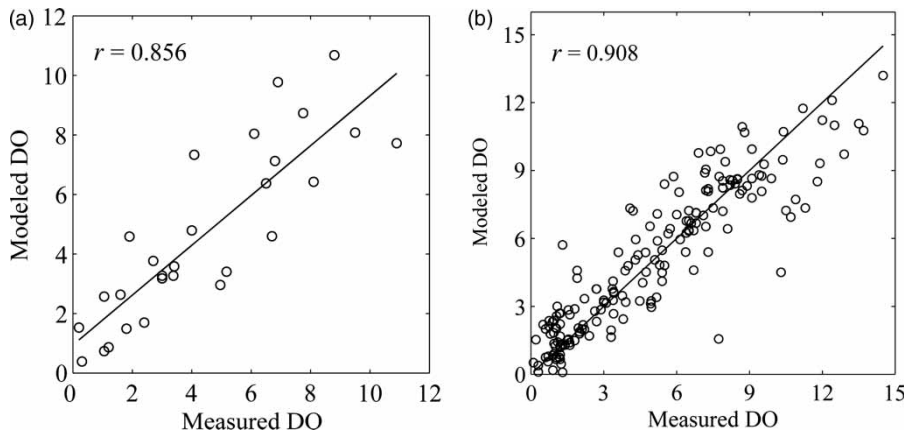 (a)
r = 0.856
Modeled DO
12
10
8
6
4
2
0
0 2 4 6 8 10 12
Measured DO
(b)
r = 0.908
Modeled DO
15
12
9
6
3
0
0 3 6 9 12 15
Measured DO